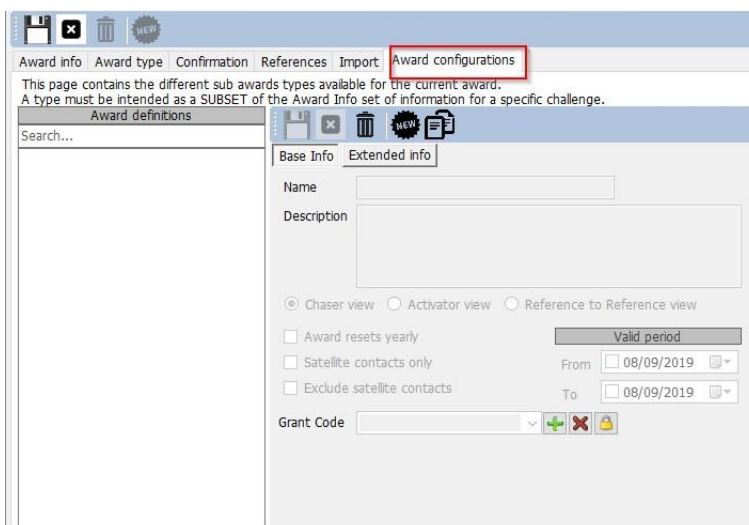 NEW
Award info Award type Confirmation References Import Award configurations
This page contains the different sub awards types available for the current award.
A type must be intended as a SUBSET of the Award Info set of information for a specific challenge.
Award definitions
Search...
NEW
Base Info Extended info
Name
Description
Chaser view Activator view Reference to Reference view
Award resets yearly Valid period
Satellite contacts only From 08/09/2019
Exclude satellite contacts To 08/09/2019
Grant Code